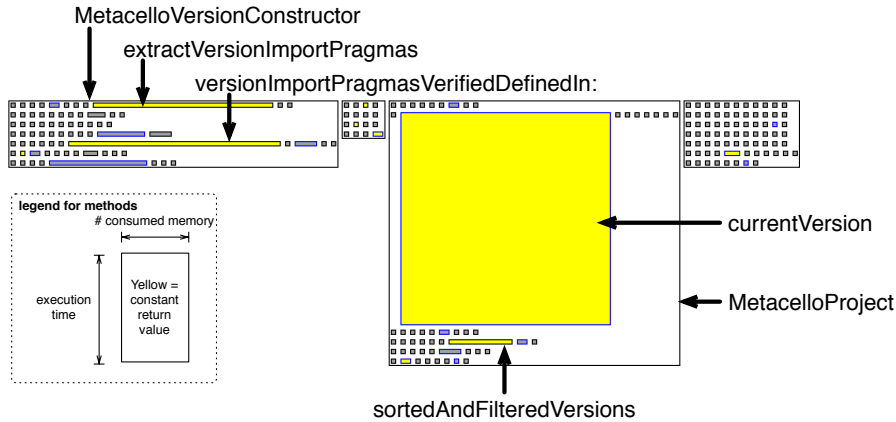 MetacelloVersionConstructor
extractVersionImportPragmas
versionImportPragmasVerifiedDefinedIn:
legend for methods
# consumed memory
execution
time
Yellow =
constant
return
value
currentVersion
MetacelloProject
sortedAndFilteredVersions